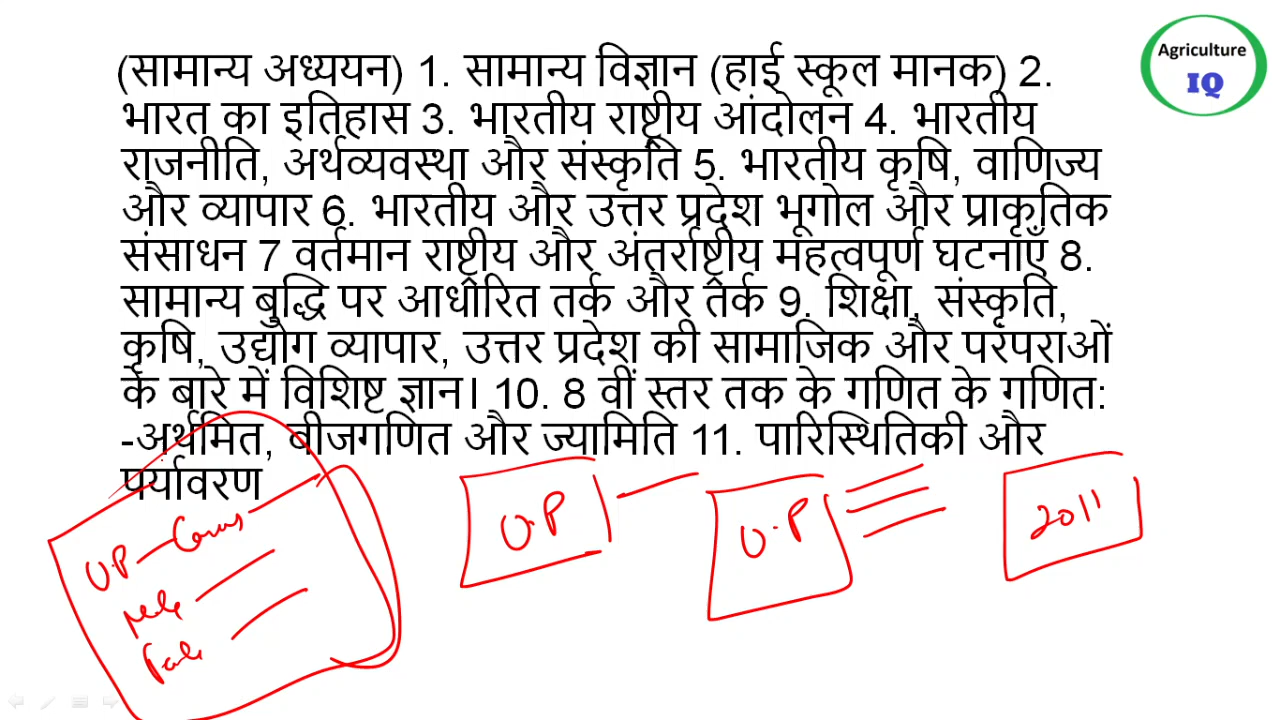 (सामान्य अध्ययन) 1. सामान्य विज्ञान (हाई स्कूल मानक) 2.
भारत का इतिहास 3. भारतीय राष्ट्रीय आंदोलन 4. भारतीय
राजनीति, अर्थव्यवस्था और संस्कृति 5. भारतीय कृषि, वाणिज्य
और व्यापार 6. भारतीय और उत्तर प्रदेश भूगोल और प्राकृतिक
संसाधन 7 वर्तमान राष्ट्रीय और अंतर्राष्ट्रीय महत्वपूर्ण घटनाएँ 8.
सामान्य बुद्धि पर आधारित तर्क और तर्क 9. शिक्षा, संस्कृति,
कृषि, उद्योग व्यापार, उत्तर प्रदेश की सामाजिक और परंपराओं
के बारे में विशिष्ट ज्ञान। 10. 8 वीं स्तर तक के गणित के गणित:
-अर्थमित, बीजगणित और ज्यामिति 11. पारिस्थितिकी और
पर्यावरण
Agriculture
IQ
U.P
U.P
2011
U.P